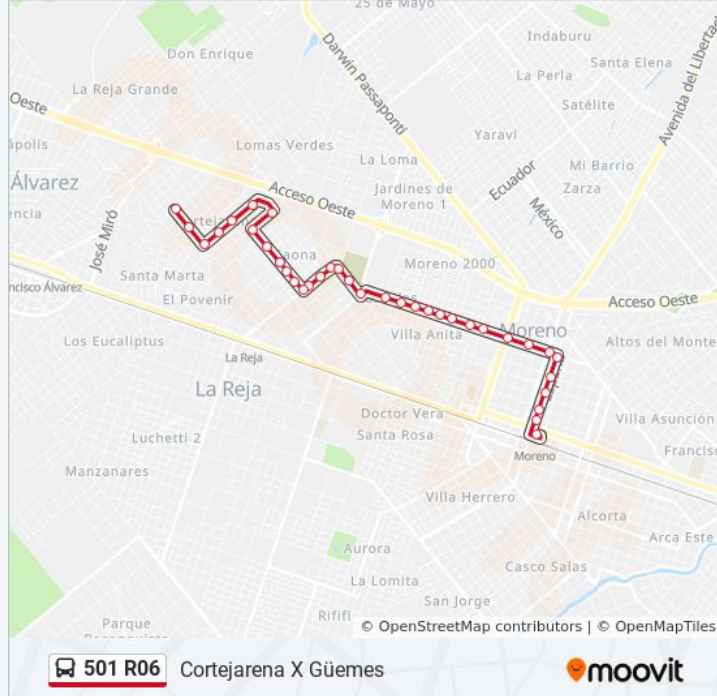 25 de Mayo
Indaburu
Don Enrique
Darwin Passaponti
Santa Elena
La Perla
Avenida del Libertad
La Reja Grande
Satélite
Oeste
Yaraví
Lomas Verdes
La Loma
Mi Barrio
Álvarez
Acceso Oeste
Jardines de
Moreno 1
Ecuador
Zarza
encia
México
José Miró
Moreno 2000
Santa Marta
ncisco Álvarez
El Povenir
Acceso Oeste
Moreno
Los Eucaliptus
Villa Anita
Altos del Monte
La Reja
La Reja
Doctor Vera
Villa Asunción
Luchetti 2
Santa Rosa
Moreno
Francisc
Manzanares
Villa Herrero
Alcorta
Arca Este
Aurora
Casco Salas
La Lomita
San Jorge
Rififí
Parque
© OpenStreetMap contributors | © OpenMapTiles
501 R06 Cortejarena X Güemes
moovit